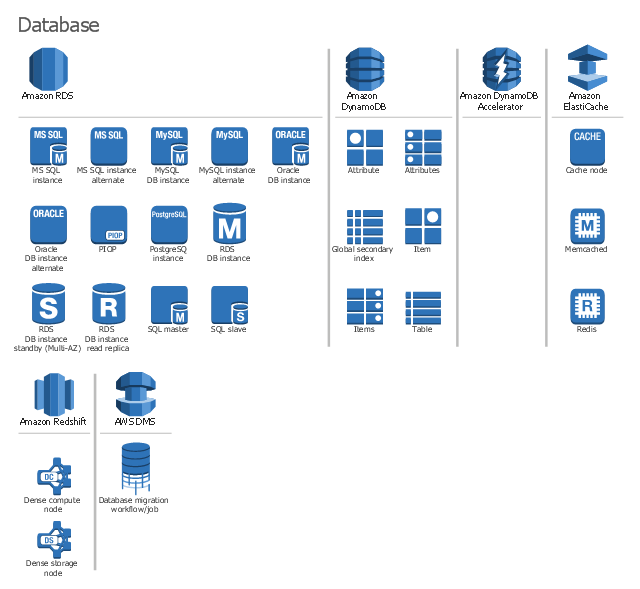 Database
Amazon RDS
Amazon
DynamoDB
Amazon DynamoDB
Accelerator
Amazon
ElastiCache
MS SQL
M
MS SQL
instance
MS SQL
MS SQL instance
alternate
MySQL
M
MySQL
DB instance
MySQL
MySQL instance
alternate
ORACLE
M
Oracle
DB instance
Attribute
Attributes
CACHE
Cache node
ORACLE
Oracle
DB instance
alternate
PIOP
PIOP
PostgreSQL
PostgreSQ
instance
M
RDS
DB instance
Global secondary
index
Item
M
Memcached
S
RDS
DB instance
standby (Multi-AZ)
R
RDS
DB instance
read replica
M
SQL master
S
SQL slave
Items
Table
R
Redis
Amazon Redshift
AWS DMS
DC
Dense compute
node
Database migration
workflow/job
DS
Dense storage
node